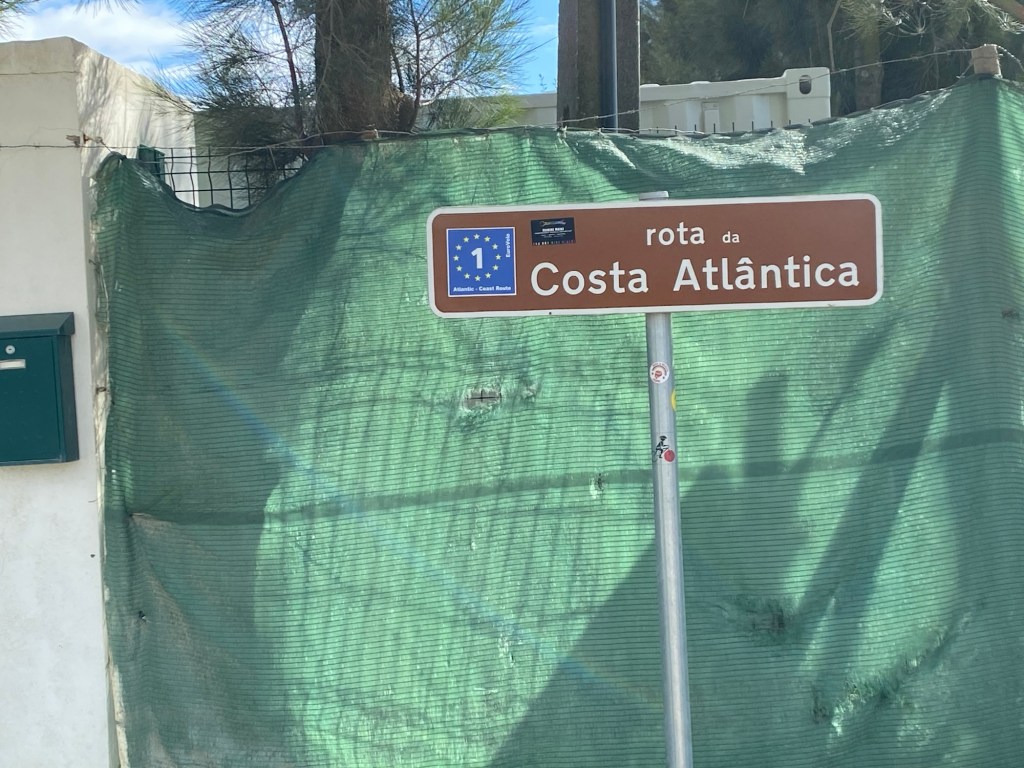 1
EuroVelo
Atlantic - Coast Route
rota da
Costa Atlântica